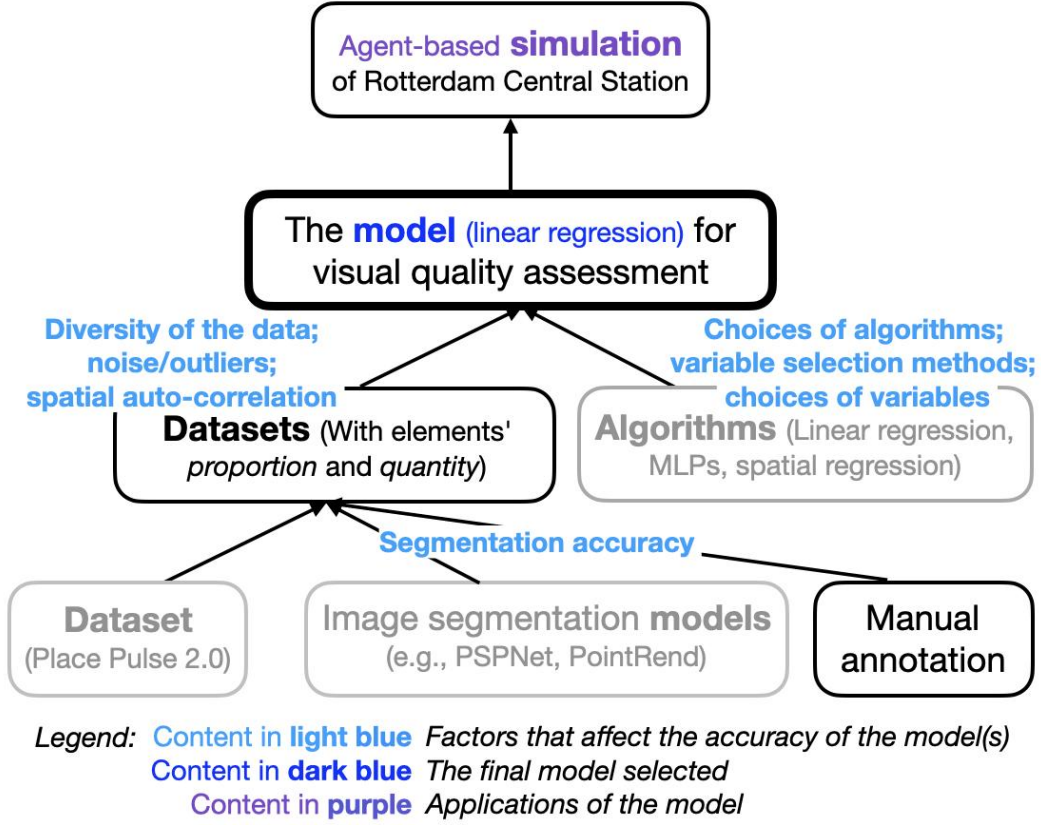 Agent-based simulation
of Rotterdam Central Station
The model (linear regression) for
visual quality assessment
Diversity of the data;
noise/outliers;
spatial auto-correlation
Choices of algorithms;
variable selection methods;
choices of variables
Datasets (With elements'
proportion and quantity)
Algorithms (Linear regression,
MLPs, spatial regression)
Segmentation accuracy
Dataset
(Place Pulse 2.0)
Image segmentation models
(e.g., PSPNet, PointRend)
Manual
annotation
Legend: Content in light blue Factors that affect the accuracy of the model(s)
Content in dark blue The final model selected
Content in purple Applications of the model